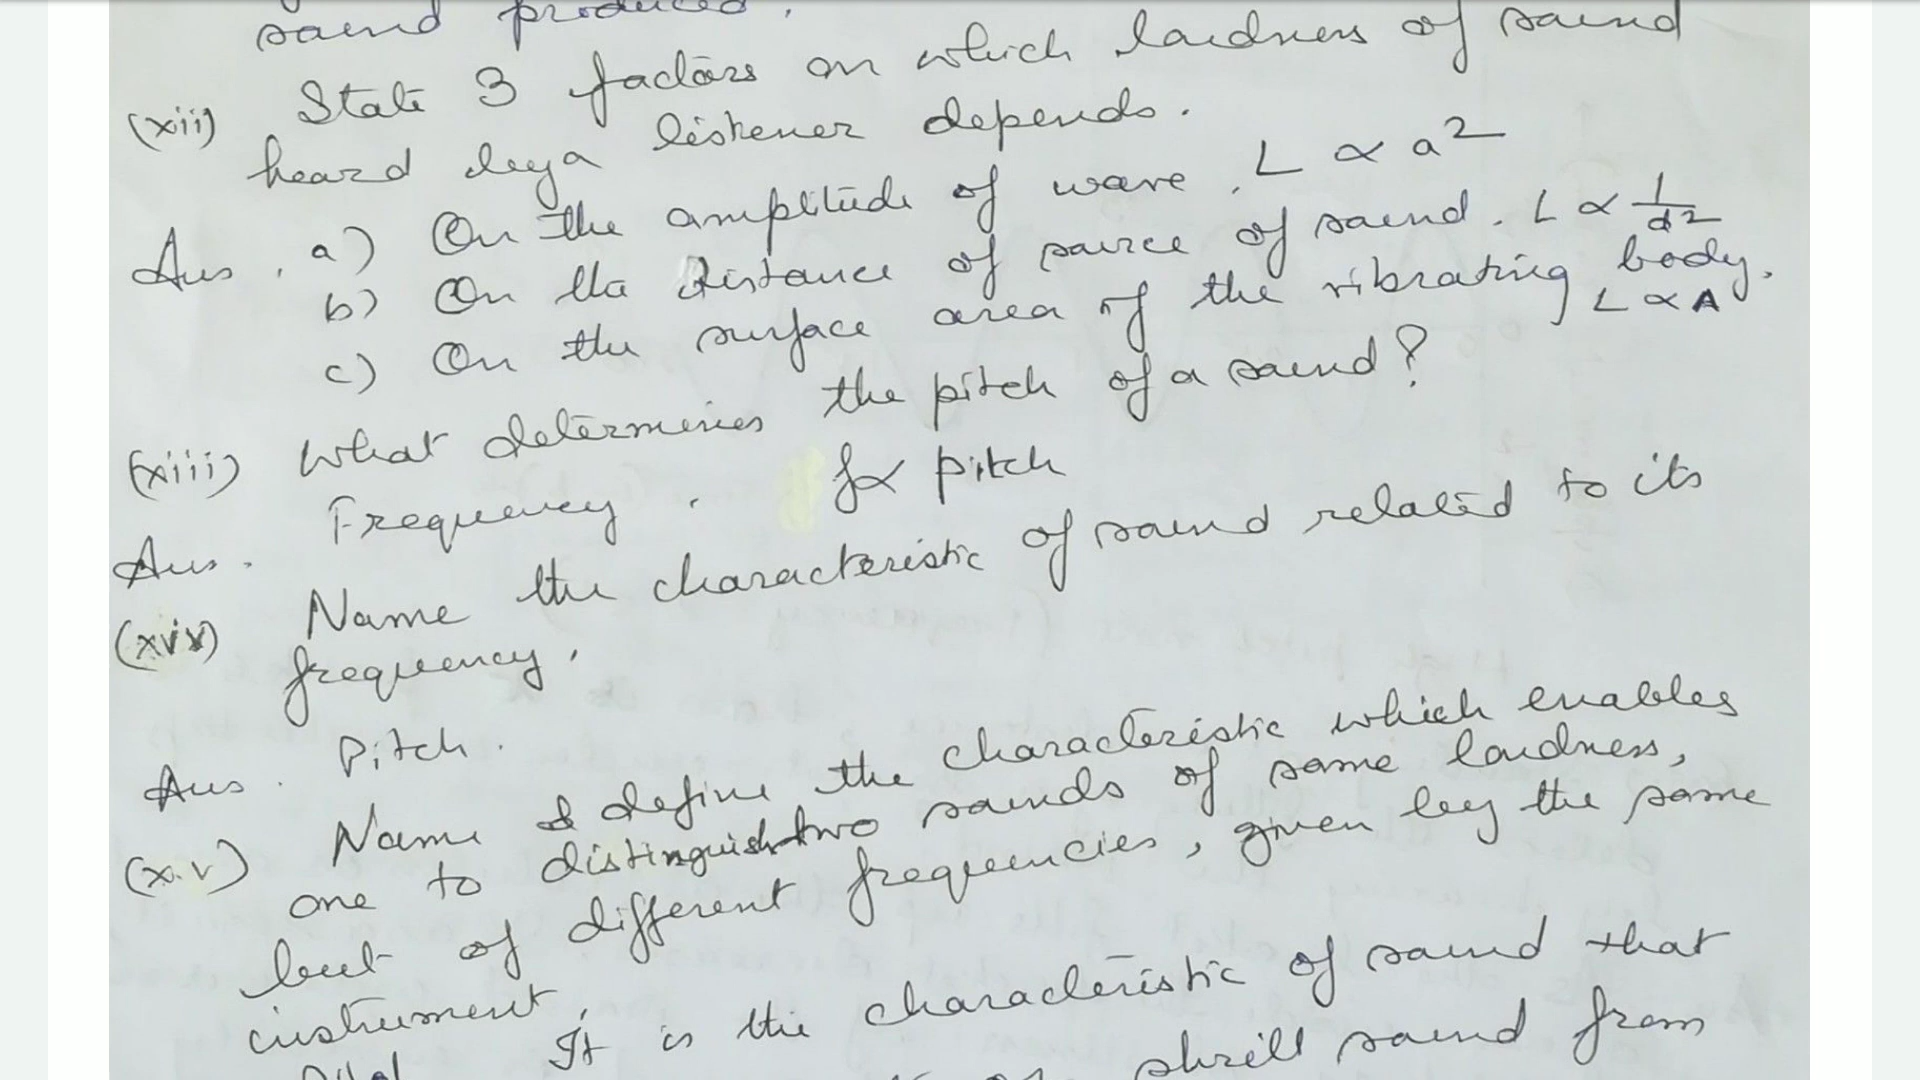 sound produced.
(xii) State 3 factors on which loudness of sound
heard by a listener depends.
Ans. a) On the amplitude of wave. L ∝ a²
b) On the distance of source of sound. L ∝ 1/d²
c) On the surface area of the vibrating body.
L ∝ A
(xiii) What determines the pitch of a sound?
Ans. Frequency. f ∝ pitch
(xiv) Name the characteristic of sound related to its
frequency.
Ans. Pitch.
(xv) Name & define the characteristic which enables
one to distinguish two sounds of same loudness,
but of different frequencies, given by the same
instrument.
It is the characteristic of sound that
shrill sound from